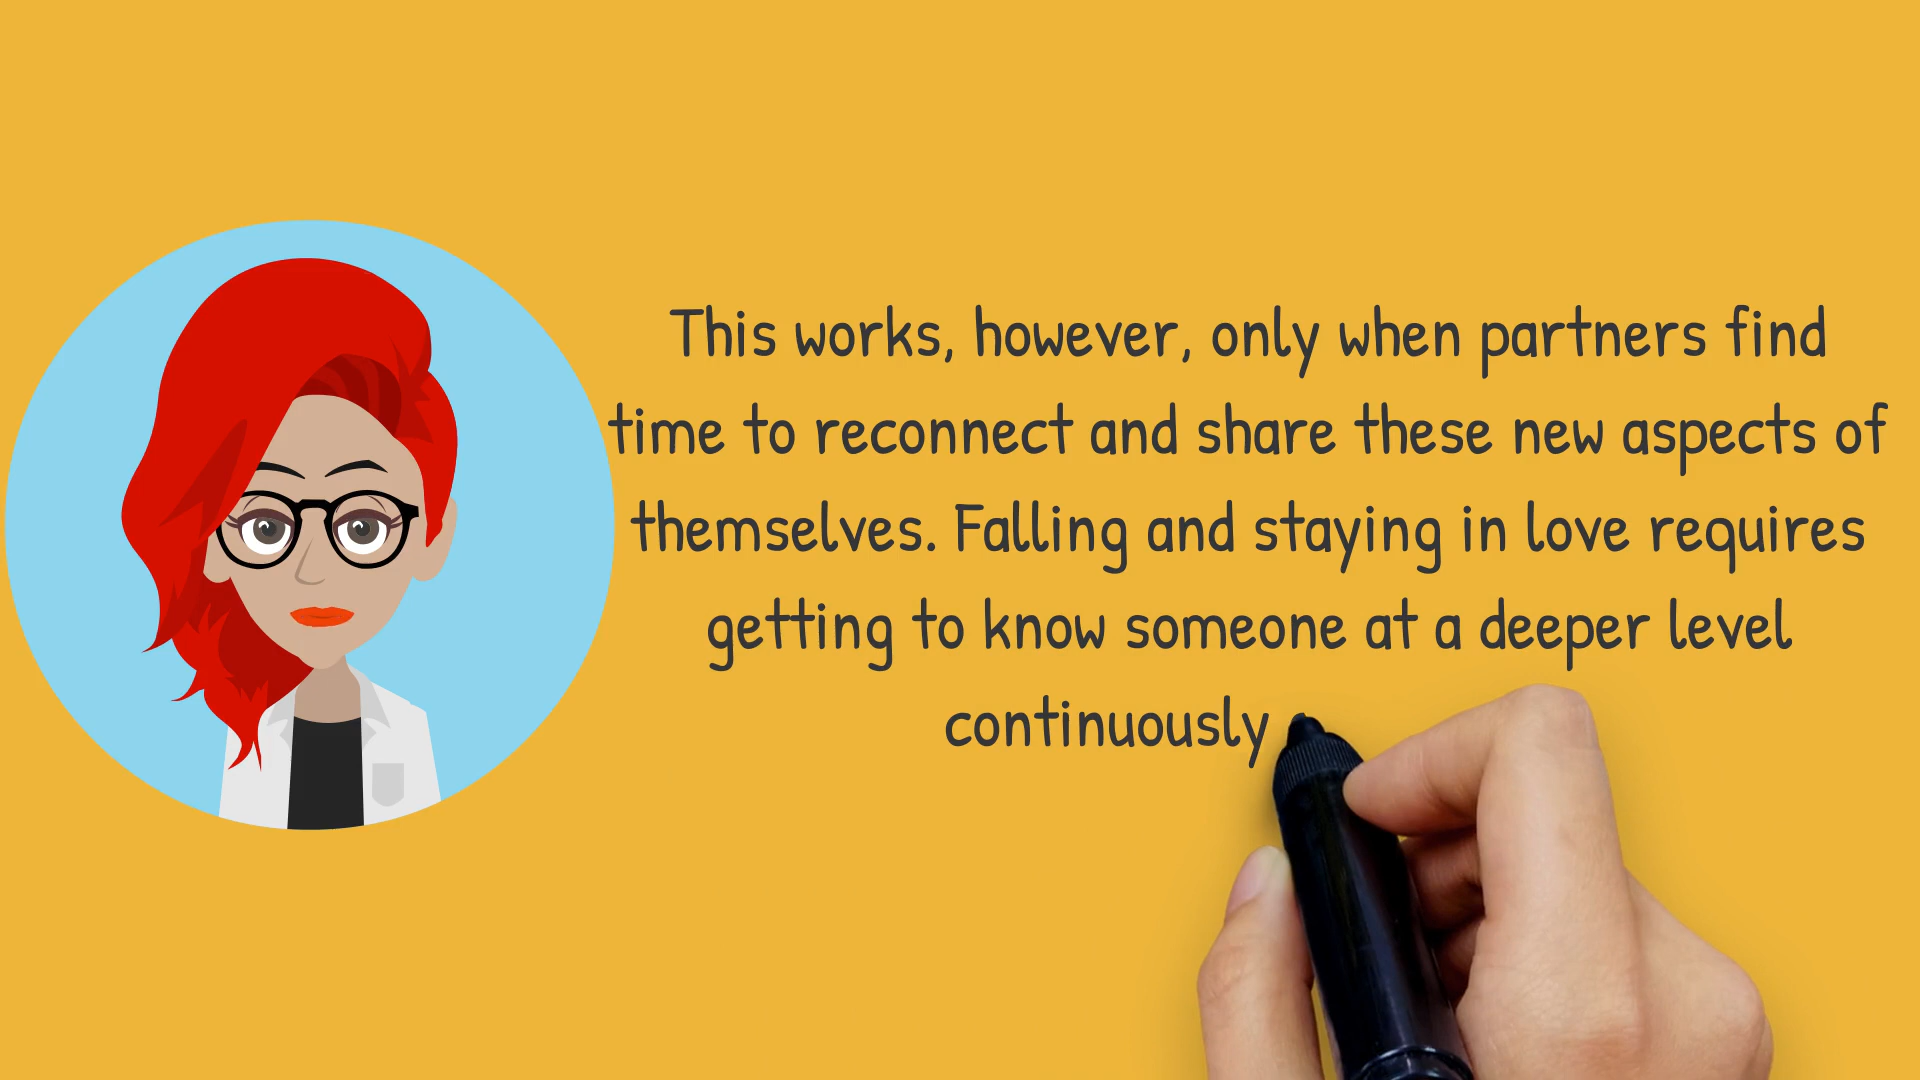 This works, however, only when partners find
time to reconnect and share these new aspects of
themselves. Falling and staying in love requires
getting to know someone at a deeper level
continuously